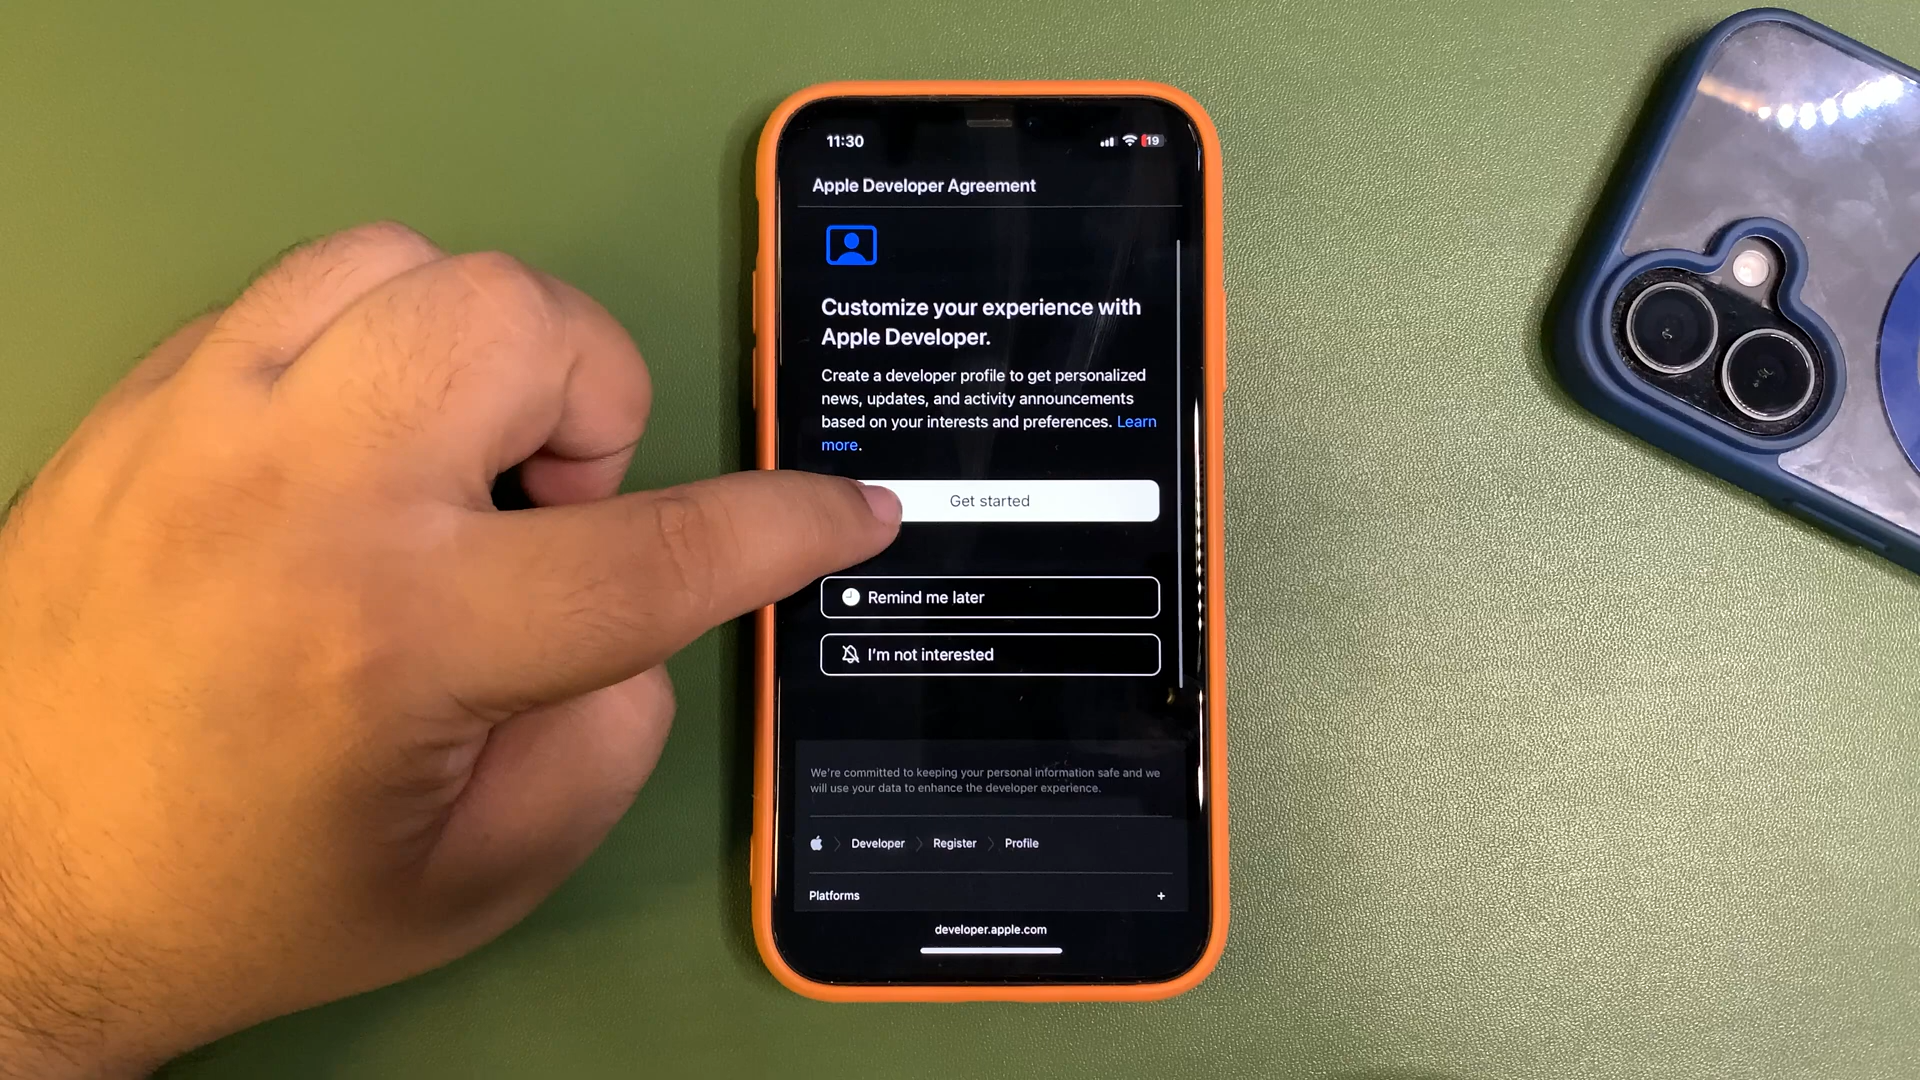 11:30
19
Apple Developer Agreement
Customize your experience with
Apple Developer.
Create a developer profile to get personalized
news, updates, and activity announcements
based on your interests and preferences. Learn
more.
Get started
Remind me later
I'm not interested
We're committed to keeping your personal information safe and we
will use your data to enhance the developer experience.
Developer
Register
Profile
Platforms +
developer.apple.com